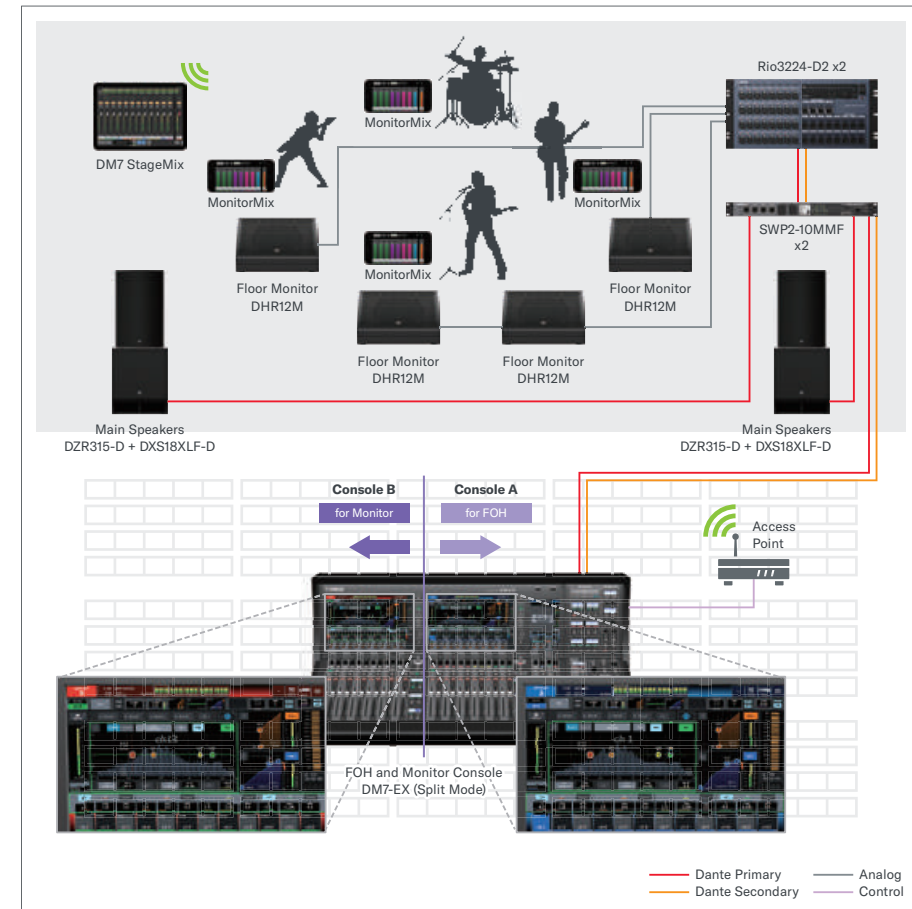 Rio3224-D2 x2
MonitorMix
DM7 StageMix
MonitorMix
MonitorMix
SWP2-10MMF
x2
MonitorMix
Floor Monitor
DHR12M
Floor Monitor
DHR12M
Floor Monitor
DHR12M
Floor Monitor
DHR12M
Main Speakers
DZR315-D + DXS18XLF-D
Main Speakers
DZR315-D + DXS18XLF-D
Console B
for Monitor
Console A
for FOH
Access
Point
FOH and Monitor Console
DM7-EX (Split Mode)
Dante Primary
Dante Secondary
Analog
Control